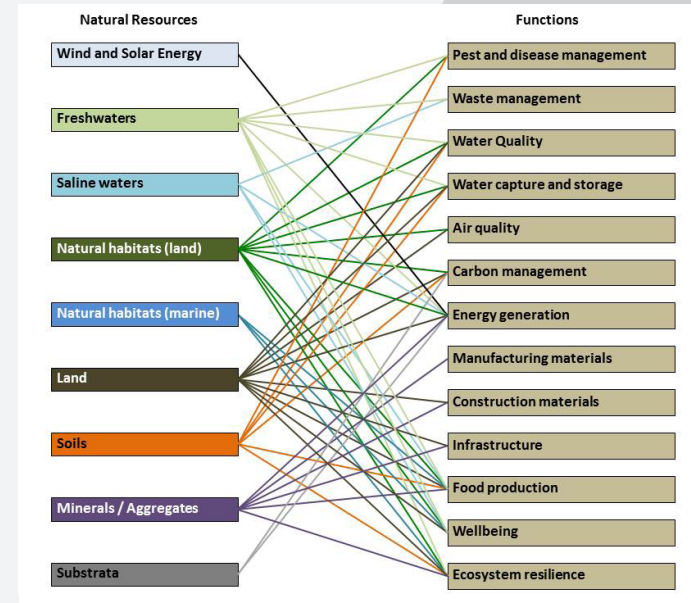 Natural Resources
Functions
Wind and Solar Energy
Freshwaters
Saline waters
Natural habitats (land)
Natural habitats (marine)
Land
Soils
Minerals / Aggregates
Substrata
Pest and disease management
Waste management
Water Quality
Water capture and storage
Air quality
Carbon management
Energy generation
Manufacturing materials
Construction materials
Infrastructure
Food production
Wellbeing
Ecosystem resilience